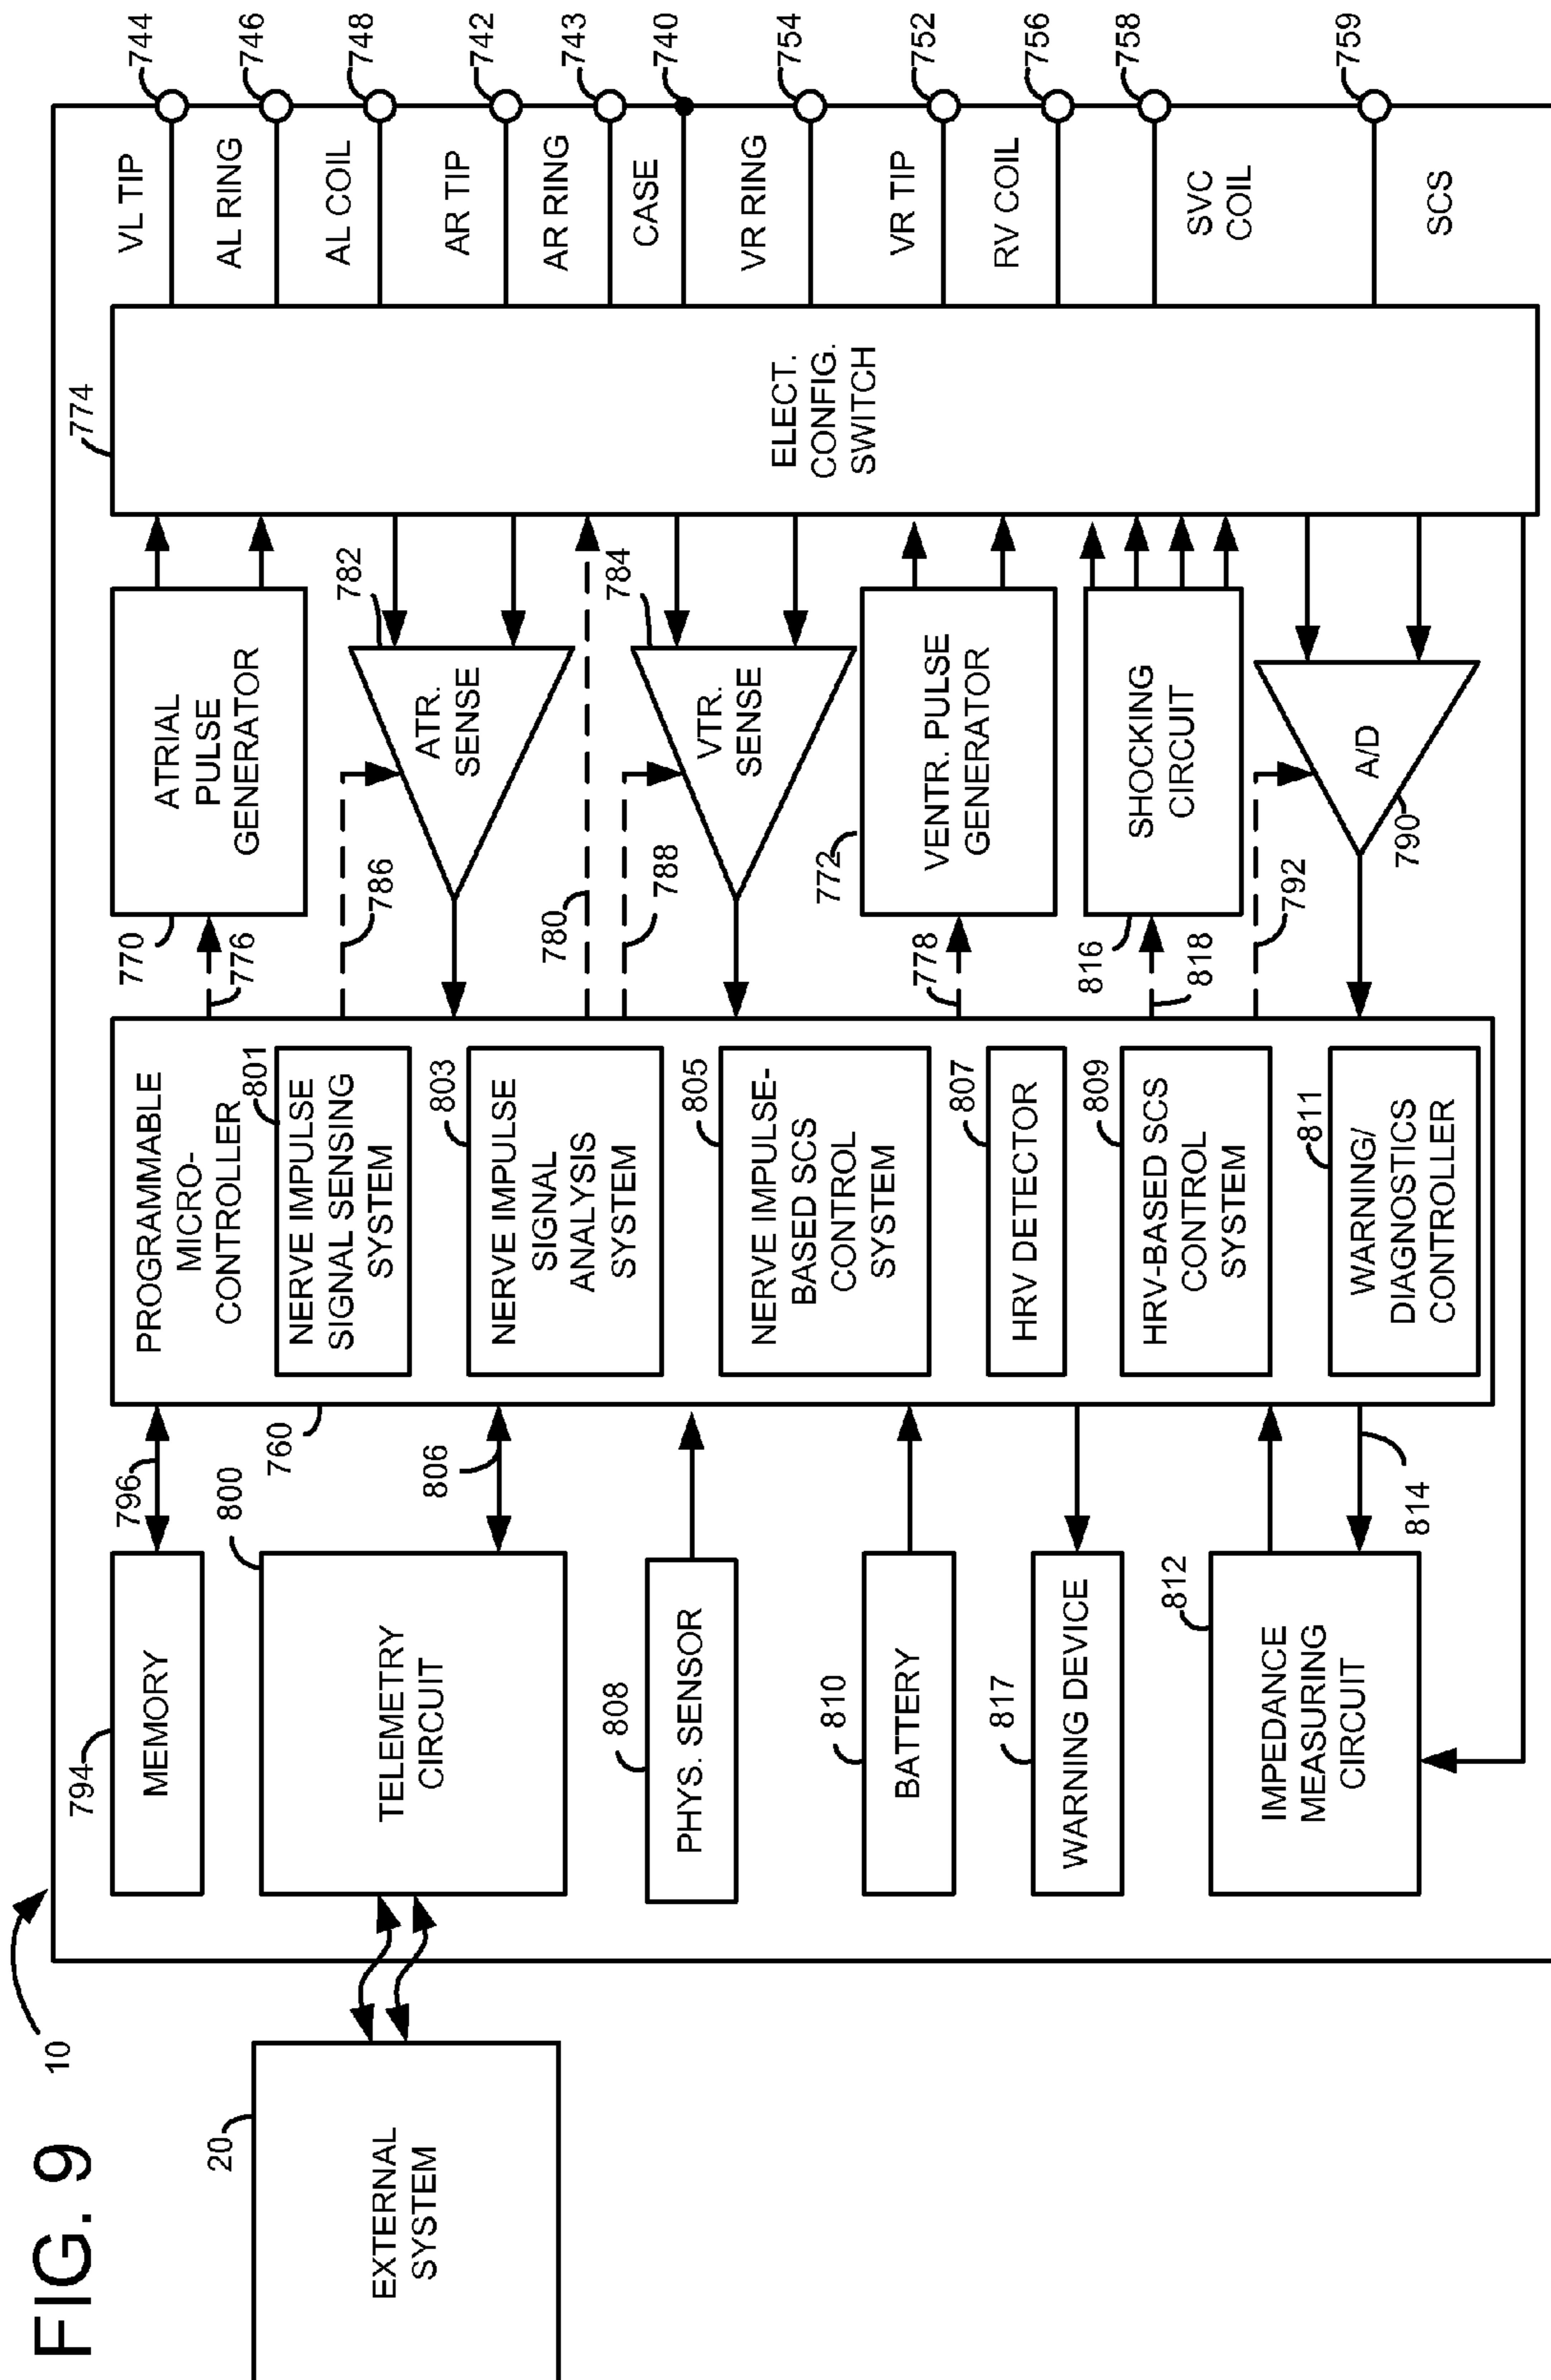 FIG. 9
10
20
EXTERNAL
SYSTEM
794
MEMORY
796
800
TELEMETRY
CIRCUIT
806
808
PHYS. SENSOR
810
BATTERY
817
WARNING DEVICE
812
IMPEDANCE
MEASURING
CIRCUIT
814
760
PROGRAMMABLE
MICRO-
CONTROLLER
801
NERVE IMPULSE
SIGNAL SENSING
SYSTEM
803
NERVE IMPULSE
SIGNAL
ANALYSIS
SYSTEM
805
NERVE IMPULSE-
BASED SCS
CONTROL
SYSTEM
807
HRV DETECTOR
809
HRV-BASED SCS
CONTROL
SYSTEM
811
WARNING/
DIAGNOSTICS
CONTROLLER
770
776
ATRIAL
PULSE
GENERATOR
786
782
ATR.
SENSE
780
788
784
VTR.
SENSE
772
778
VENTR. PULSE
GENERATOR
816
818
SHOCKING
CIRCUIT
792
790
A/D
774
ELECT.
CONFIG.
SWITCH
VL TIP
744
AL RING
746
AL COIL
748
AR TIP
742
AR RING
743
CASE
740
VR RING
754
VR TIP
752
RV COIL
756
SVC
COIL
758
SCS
759